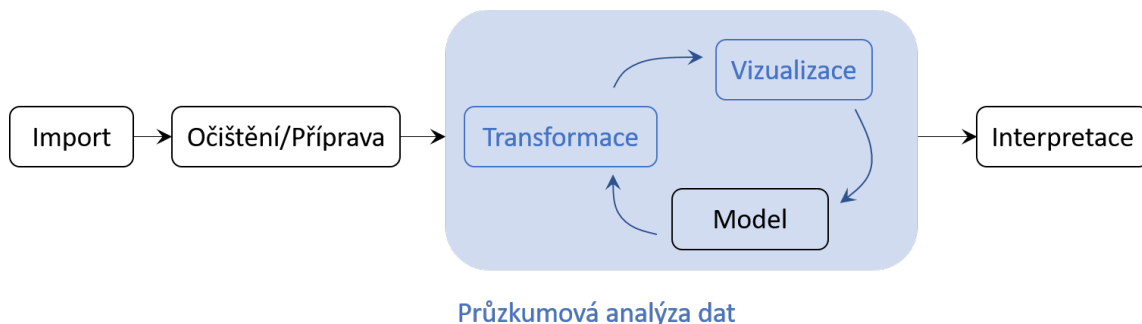 Import
Očištění/Příprava
Transformace
Vizualizace
Model
Interpretace
Průzkumová analýza dat